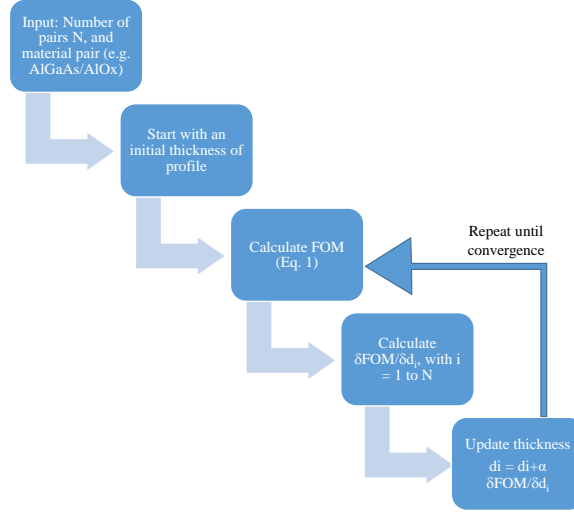 Input: Number of
pairs N, and
material pair (e.g.
AlGaAs/AlOx)
Start with an
initial thickness of
profile
Calculate FOM
(Eq. 1)
Repeat until
convergence
Calculate
δFOM/δdᵢ, with i
= 1 to N
Update thickness
di = di+α
δFOM/δdᵢ